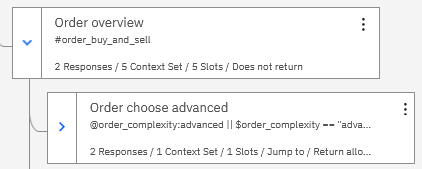 Order overview
#order_buy_and_sell
2 Responses / 5 Context Set / 5 Slots / Does not return
Order choose advanced
@order_complexity:advanced || $order_complexity == "adva...
2 Responses / 1 Context Set / 1 Slots / Jump to / Return allo...